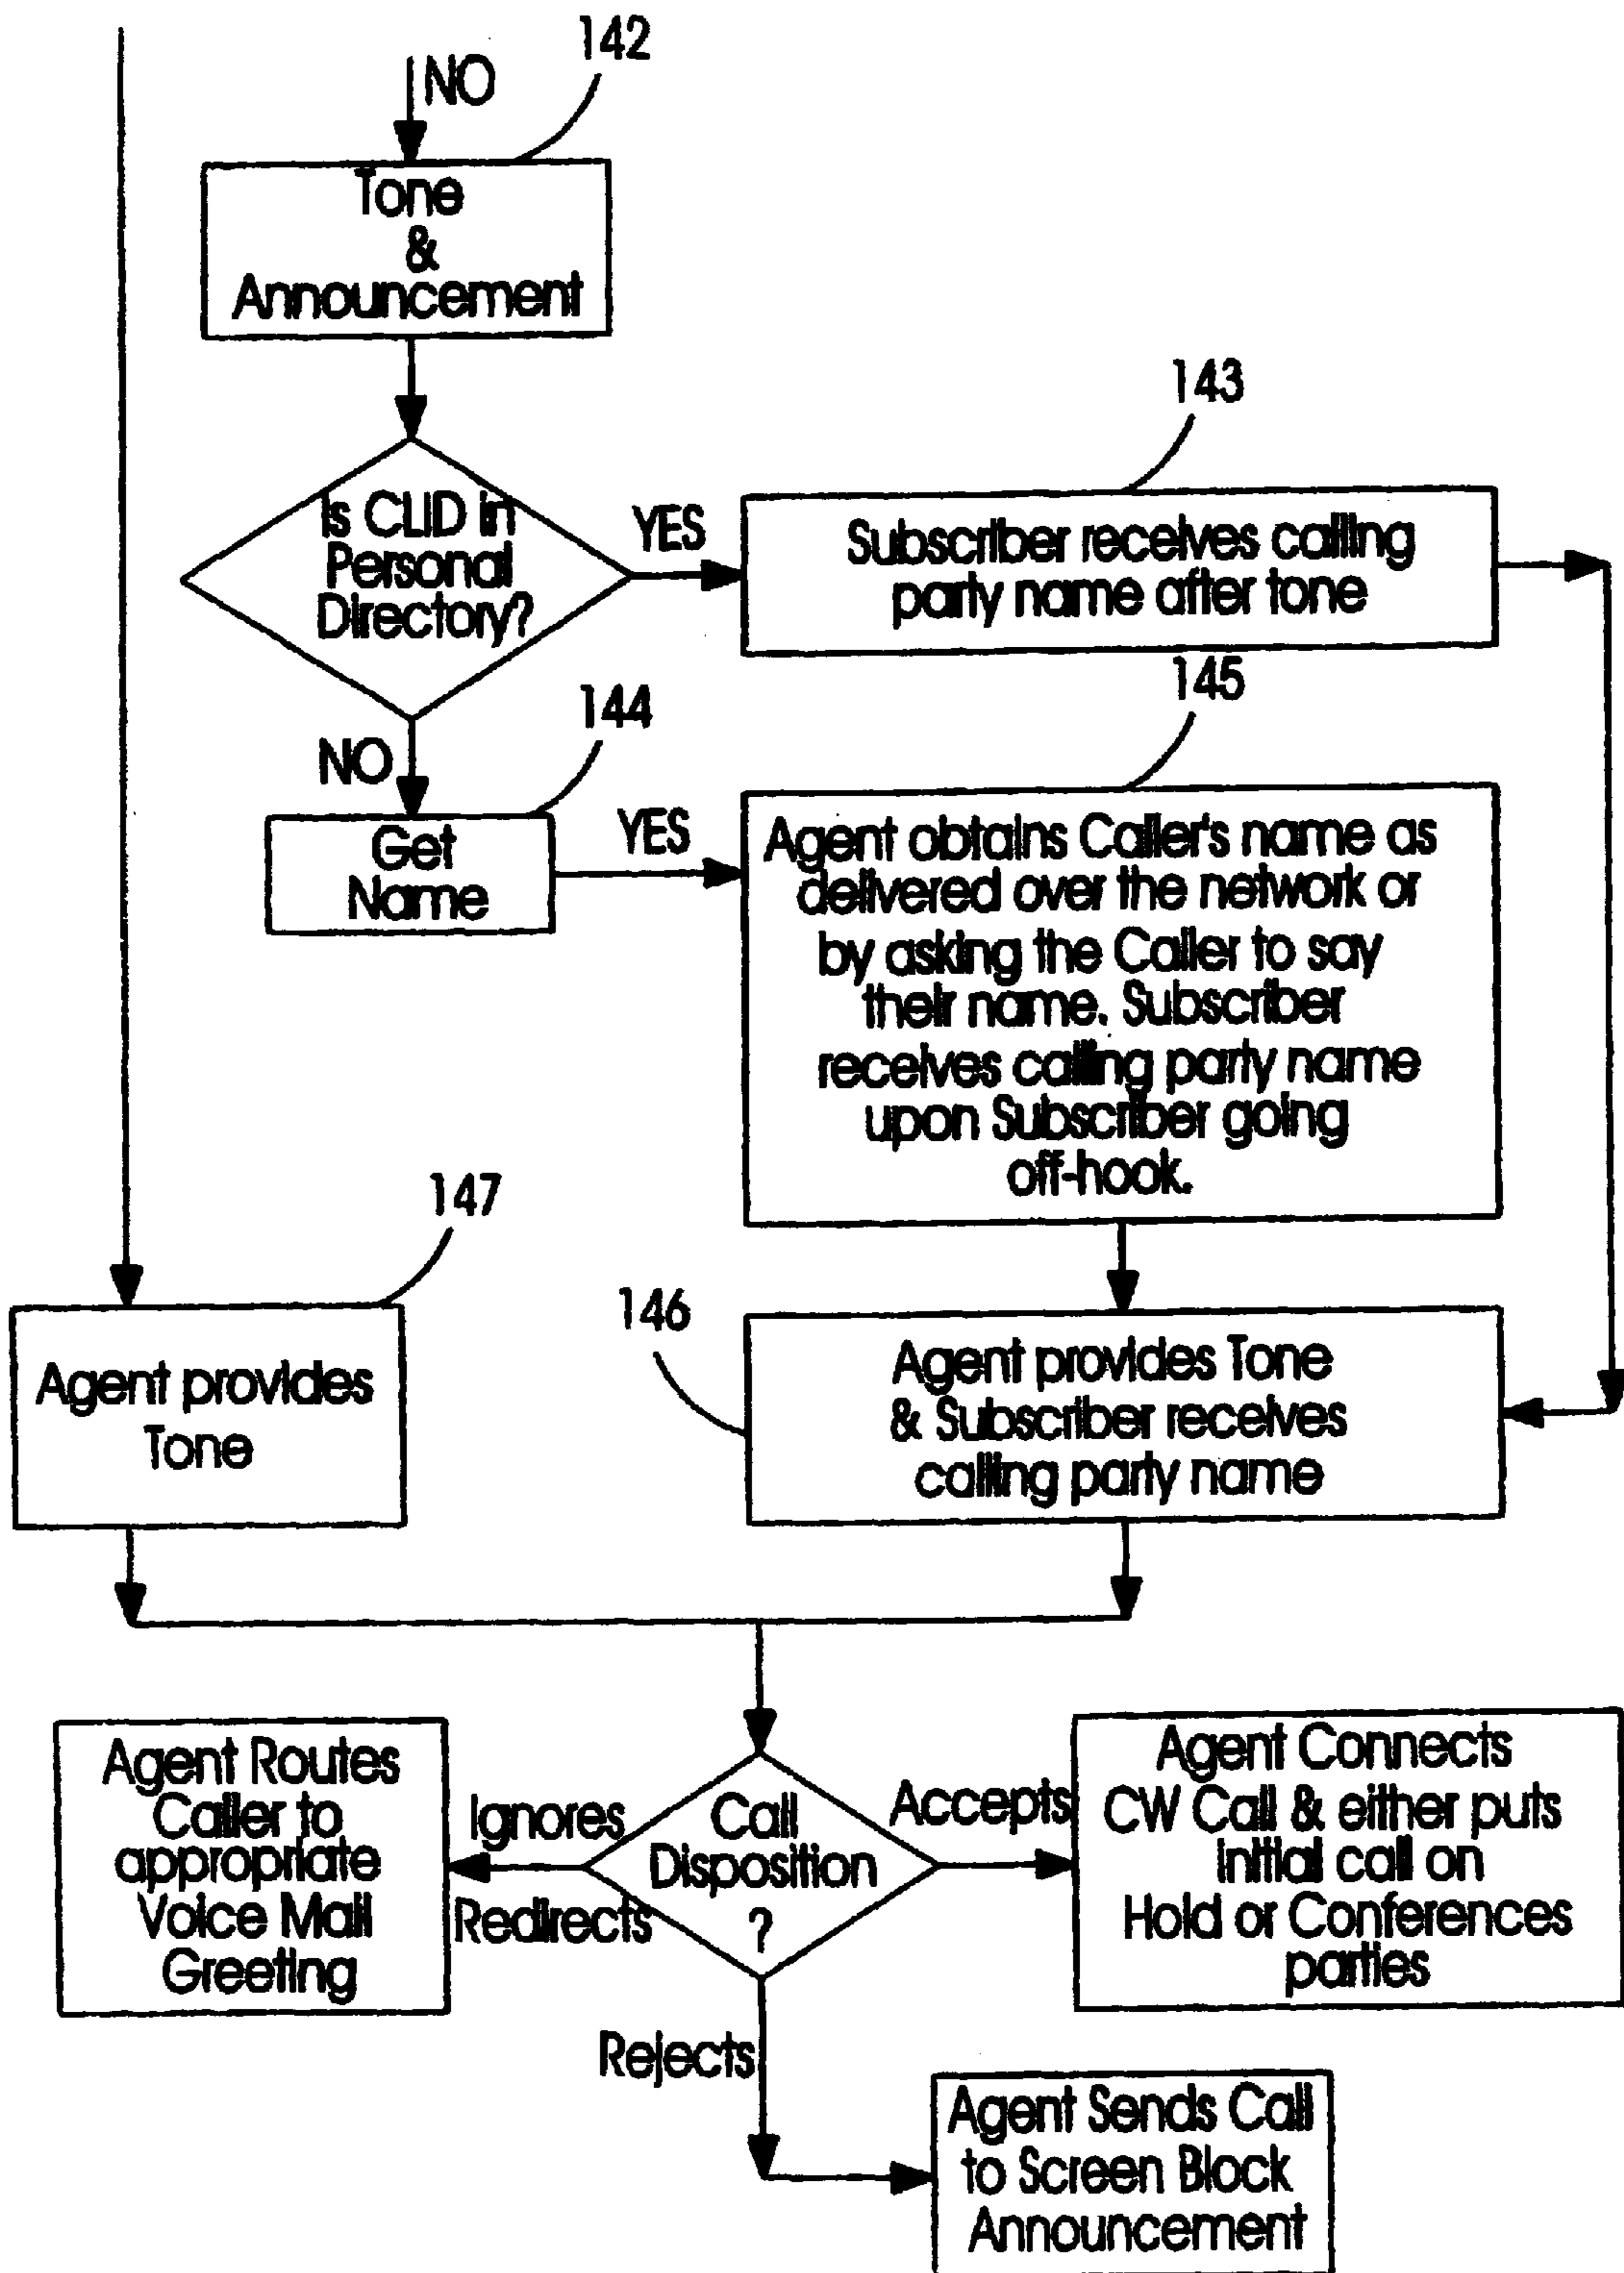 142
NO
Tone
&
Announcement
143
Is CLID in
Personal
Directory?
YES
Subscriber receives calling
party name after tone
NO
144
145
Get
Name
YES
Agent obtains Caller's name as
delivered over the network or
by asking the Caller to say
their name. Subscriber
receives calling party name
upon Subscriber going
off-hook.
147
146
Agent provides
Tone
Agent provides Tone
& Subscriber receives
calling party name
Agent Routes
Caller to
appropriate
Voice Mail
Greeting
Ignores
Redirects
Call
Disposition
?
Accepts
Agent Connects
CW Call & either puts
initial call on
Hold or Conferences
parties
Rejects
Agent Sends Call
to Screen Block
Announcement